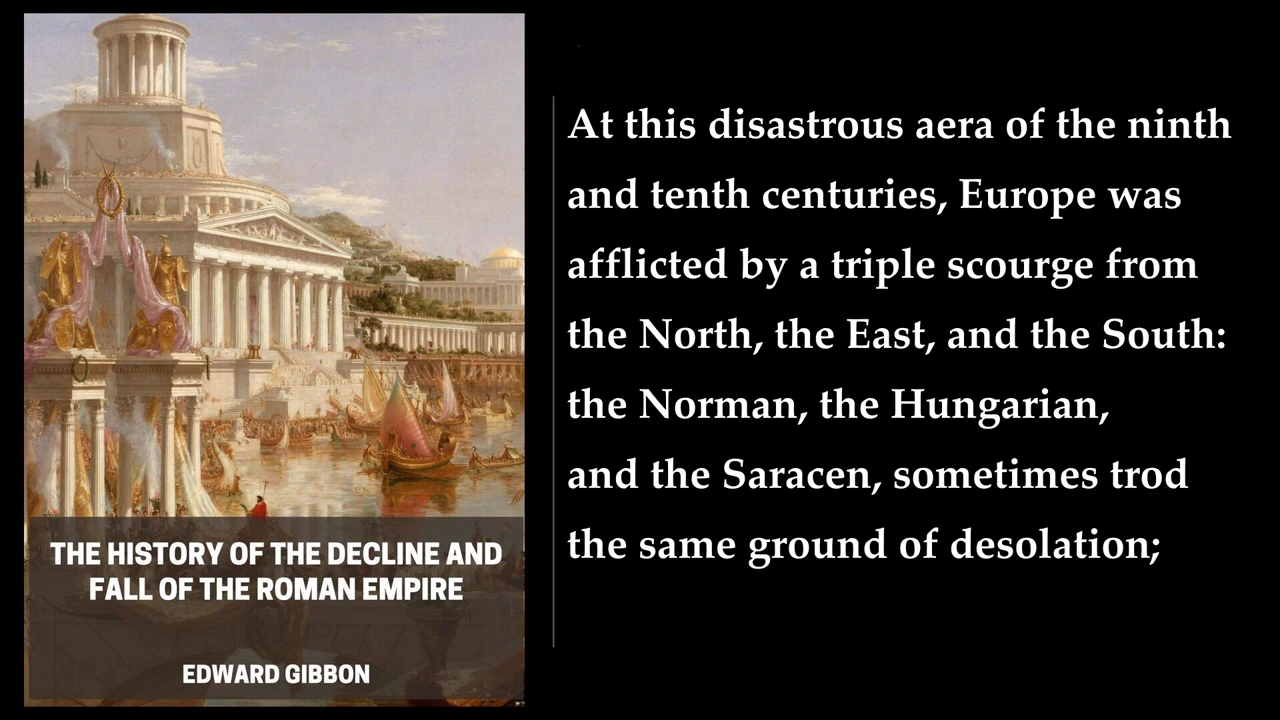 THE HISTORY OF THE DECLINE AND
FALL OF THE ROMAN EMPIRE
EDWARD GIBBON
At this disastrous aera of the ninth
and tenth centuries, Europe was
afflicted by a triple scourge from
the North, the East, and the South:
the Norman, the Hungarian,
and the Saracen, sometimes trod
the same ground of desolation;